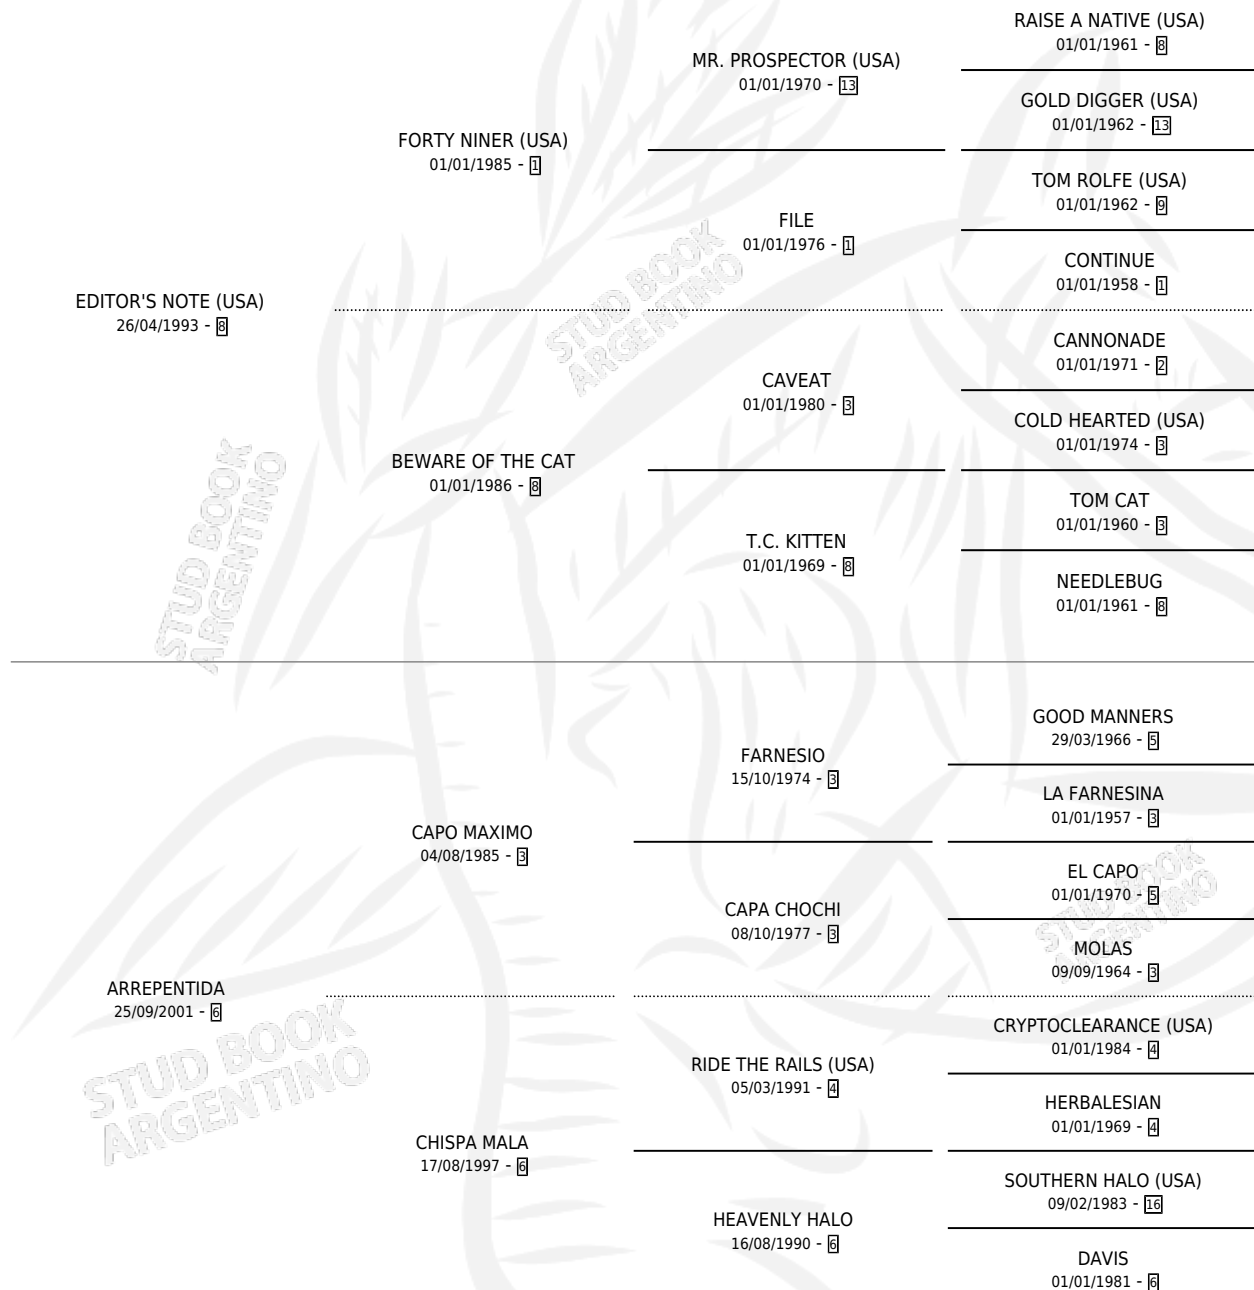 RAISE A NATIVE (USA)
01/01/1961 - 8
MR. PROSPECTOR (USA)
01/01/1970 - 13
GOLD DIGGER (USA)
01/01/1962 - 13
FORTY NINER (USA)
01/01/1985 - 1
TOM ROLFE (USA)
01/01/1962 - 9
FILE
01/01/1976 - 1
CONTINUE
01/01/1958 - 1
EDITOR'S NOTE (USA)
26/04/1993 - 8
CANNONADE
01/01/1971 - 2
CAVEAT
01/01/1980 - 3
COLD HEARTED (USA)
01/01/1974 - 3
BEWARE OF THE CAT
01/01/1986 - 8
TOM CAT
01/01/1960 - 3
T.C. KITTEN
01/01/1969 - 8
NEEDLEBUG
01/01/1961 - 8
GOOD MANNERS
29/03/1966 - 5
FARNESIO
15/10/1974 - 3
LA FARNESINA
01/01/1957 - 3
CAPO MAXIMO
04/08/1985 - 3
EL CAPO
01/01/1970 - 5
CAPA CHOCHI
08/10/1977 - 3
MOLAS
09/09/1964 - 3
ARREPENTIDA
25/09/2001 - 6
CRYPTOCLEARANCE (USA)
01/01/1984 - 4
RIDE THE RAILS (USA)
05/03/1991 - 4
HERBALESIAN
01/01/1969 - 4
CHISPA MALA
17/08/1997 - 6
SOUTHERN HALO (USA)
09/02/1983 - 16
HEAVENLY HALO
16/08/1990 - 6
DAVIS
01/01/1981 - 6
STUD BOOK
ARGENTINO
STUD BOOK
ARGENTINO
STUD BOOK
ARGENTINO
STUD BOOK
ARGENTINO